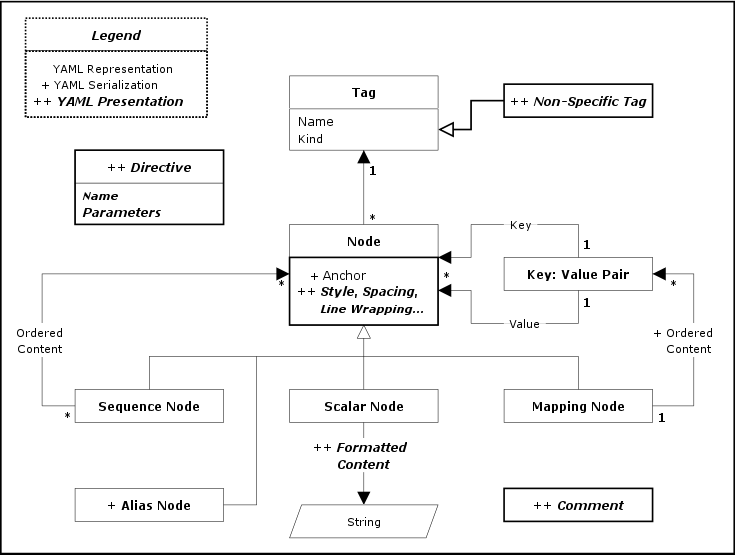 Legend
YAML Representation
+ YAML Serialization
++ YAML Presentation
Tag
Name
Kind
++ Non-Specific Tag
++ Directive
Name
Parameters
1
*
Node
+ Anchor
++ Style, Spacing,
Line Wrapping...
Key
1
*
Key: Value Pair
1
Value
*
*
Ordered
Content
+ Ordered
Content
*
Sequence Node
Scalar Node
Mapping Node
1
++ Formatted
Content
+ Alias Node
String
++ Comment